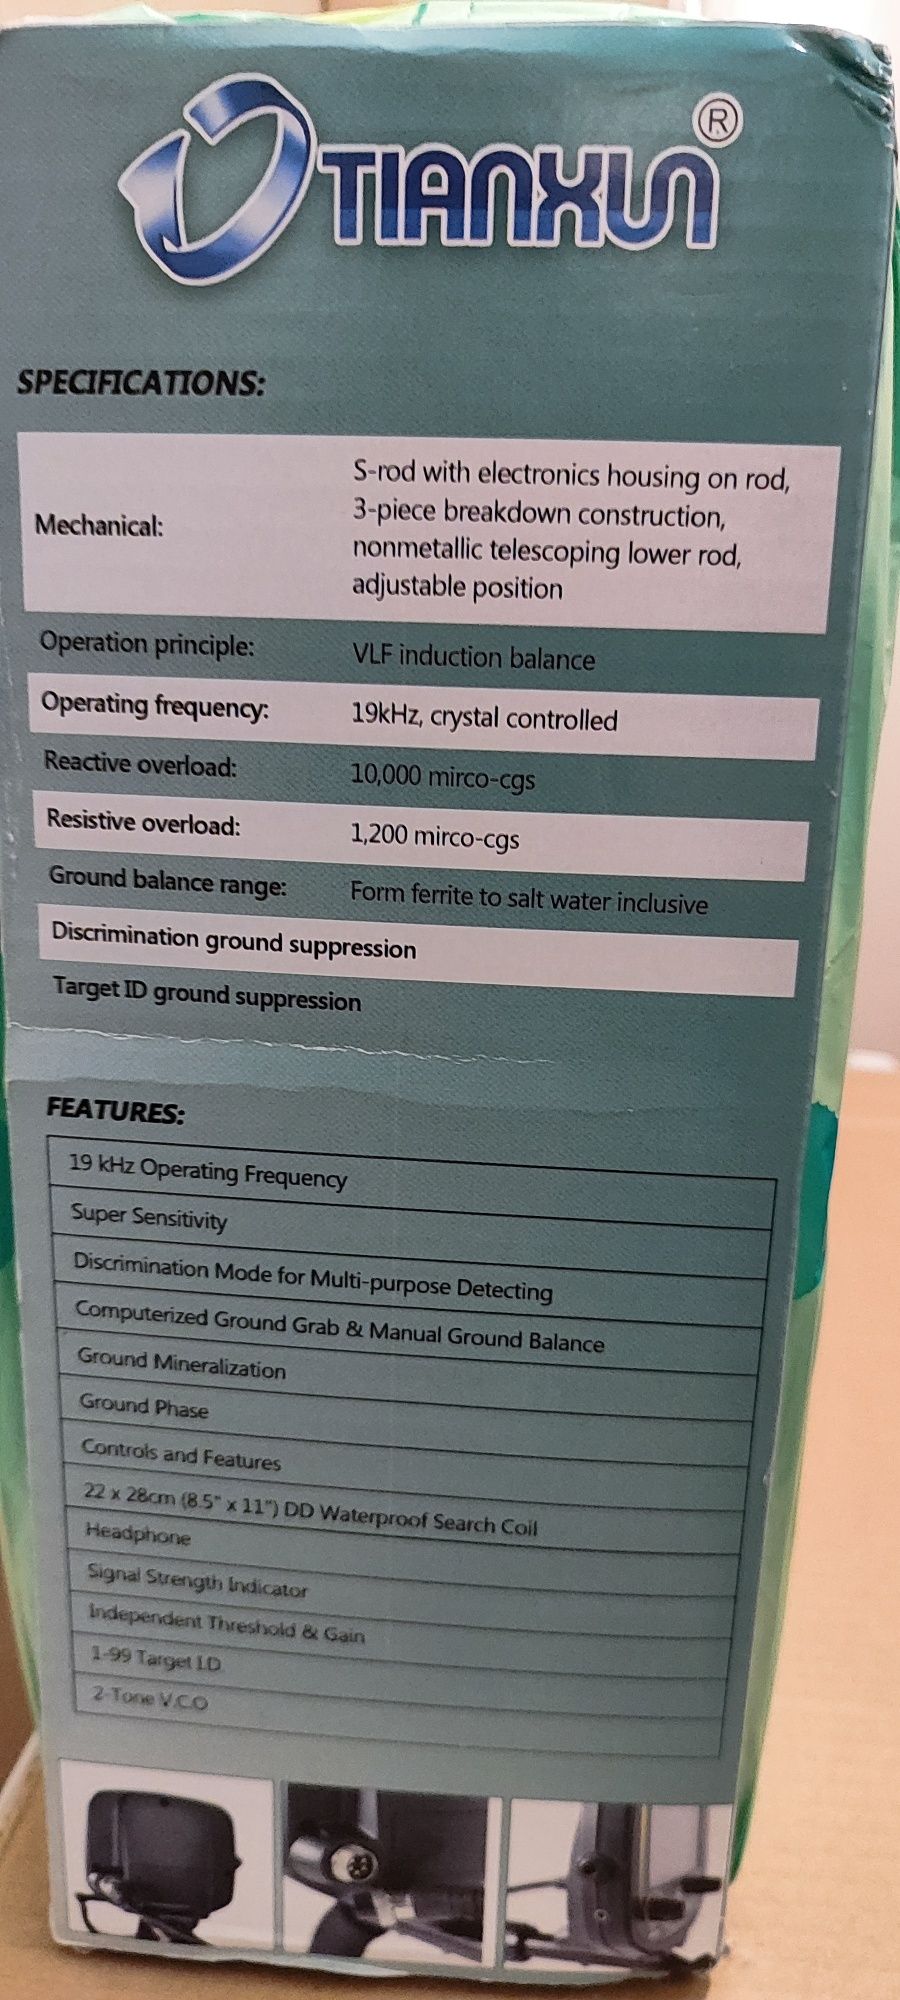 TIANXUN®
SPECIFICATIONS:
Mechanical:
S-rod with electronics housing on rod,
3-piece breakdown construction,
nonmetallic telescoping lower rod,
adjustable position
Operation principle: VLF induction balance
Operating frequency: 19kHz, crystal controlled
Reactive overload: 10,000 mirco-cgs
Resistive overload: 1,200 mirco-cgs
Ground balance range: Form ferrite to salt water inclusive
Discrimination ground suppression
Target ID ground suppression
FEATURES:
19 kHz Operating Frequency
Super Sensitivity
Discrimination Mode for Multi-purpose Detecting
Computerized Ground Grab & Manual Ground Balance
Ground Mineralization
Ground Phase
Controls and Features
22 x 28cm (8.5" x 11") DD Waterproof Search Coil
Headphone
Signal Strength Indicator
Independent Threshold & Gain
1-99 Target I.D
2-Tone V.C.O